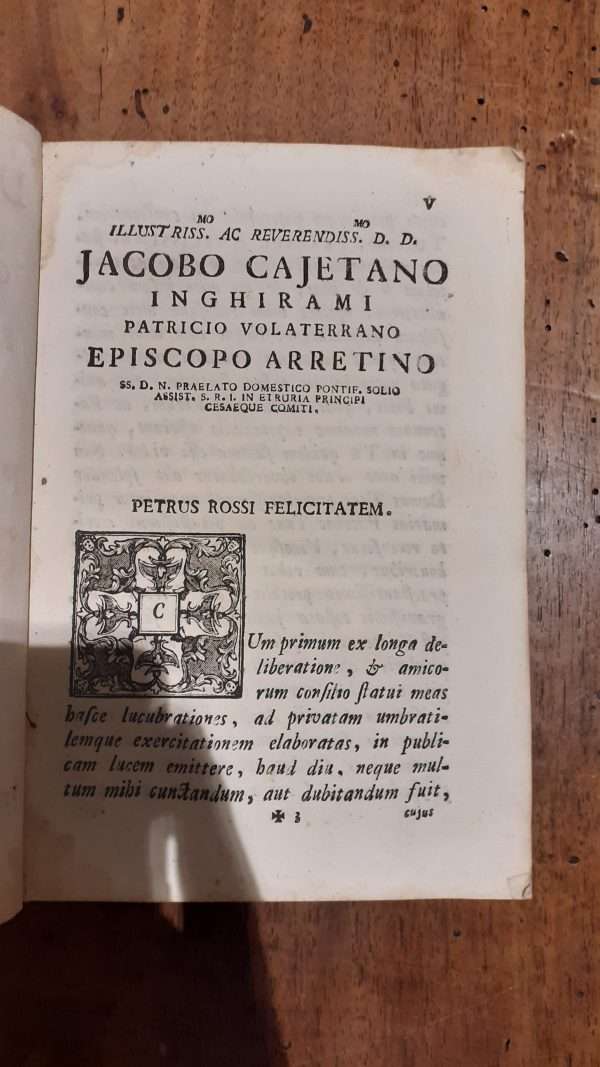 v
ILLUSTRISS.MO AC REVERENDISS.MO D. D.
JACOBO CAJETANO
INGHIRAMI
PATRICIO VOLATERRANO
EPISCOPO ARRETINO
SS. D. N. PRAELATO DOMESTICO PONTIF. SOLIO
ASSIST. S. R. I. IN ETRURIA PRINCIPI
CESAEQUE COMITI.
PETRUS ROSSI FELICITATEM.
C
Um primum ex longa de-
liberatione, & amico-
rum conſilio ſtatui meas
haſce lucubrationes, ad privatam umbrati-
lemque exercitationem elaboratas, in publi-
cam lucem emittere, haud diu, neque mul-
tum mihi cunctandum, aut dubitandum fuit,
✠ 3 cujus